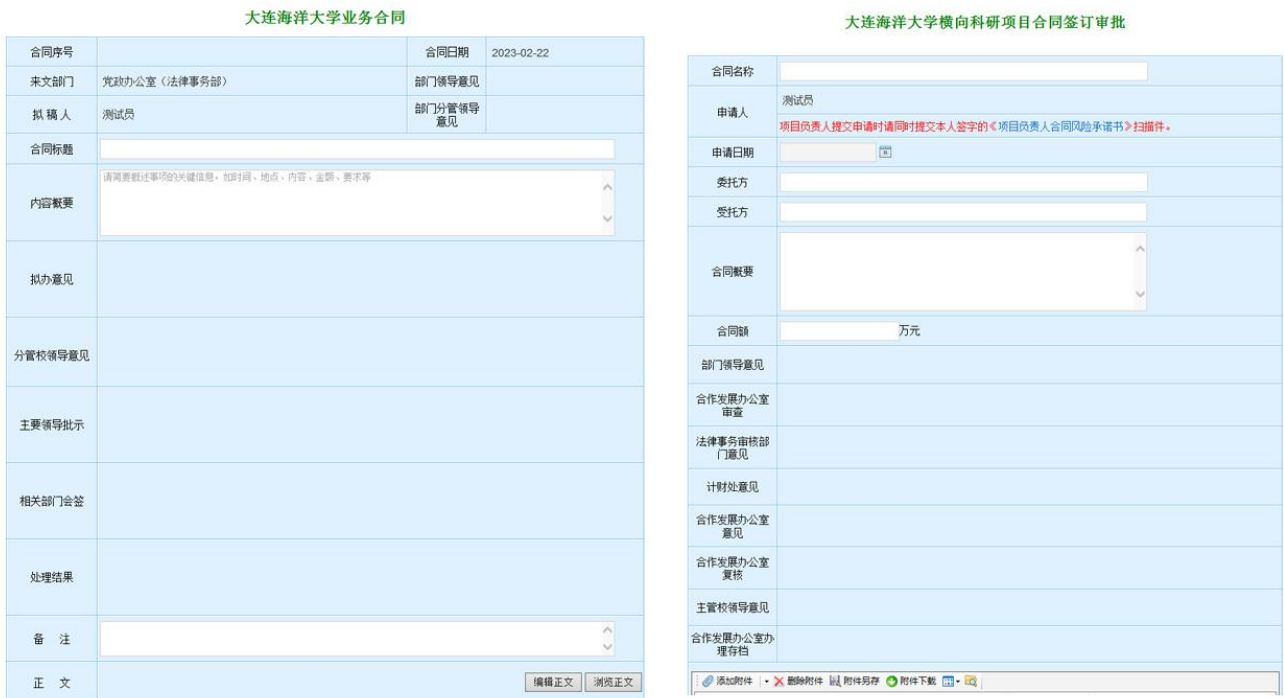 大连海洋大学业务合同
合同序号
合同日期 2023-02-22
来文部门 党政办公室（法律事务部） 部门领导意见
拟稿人 测试员 部门分管领导
意见
合同标题
内容概要 请简要概述事项的关键信息，如时间、地点、内容、金额、要求等
拟办意见
分管校领导意见
主要领导批示
相关部门会签
处理结果
备 注
正 文 编辑正文 浏览正文
大连海洋大学横向科研项目合同签订审批
合同名称
申请人 测试员
项目负责人提交申请时请同时提交本人签字的《项目负责人合同风险承诺书》扫描件。
申请日期
委托方
受托方
合同概要
合同额 万元
部门领导意见
合作发展办公室
审查
法律事务审核部
门意见
计财处意见
合作发展办公室
意见
合作发展办公室
复核
主管校领导意见
合作发展办公室办
理存档
添加附件 删除附件 附件另存 附件下载